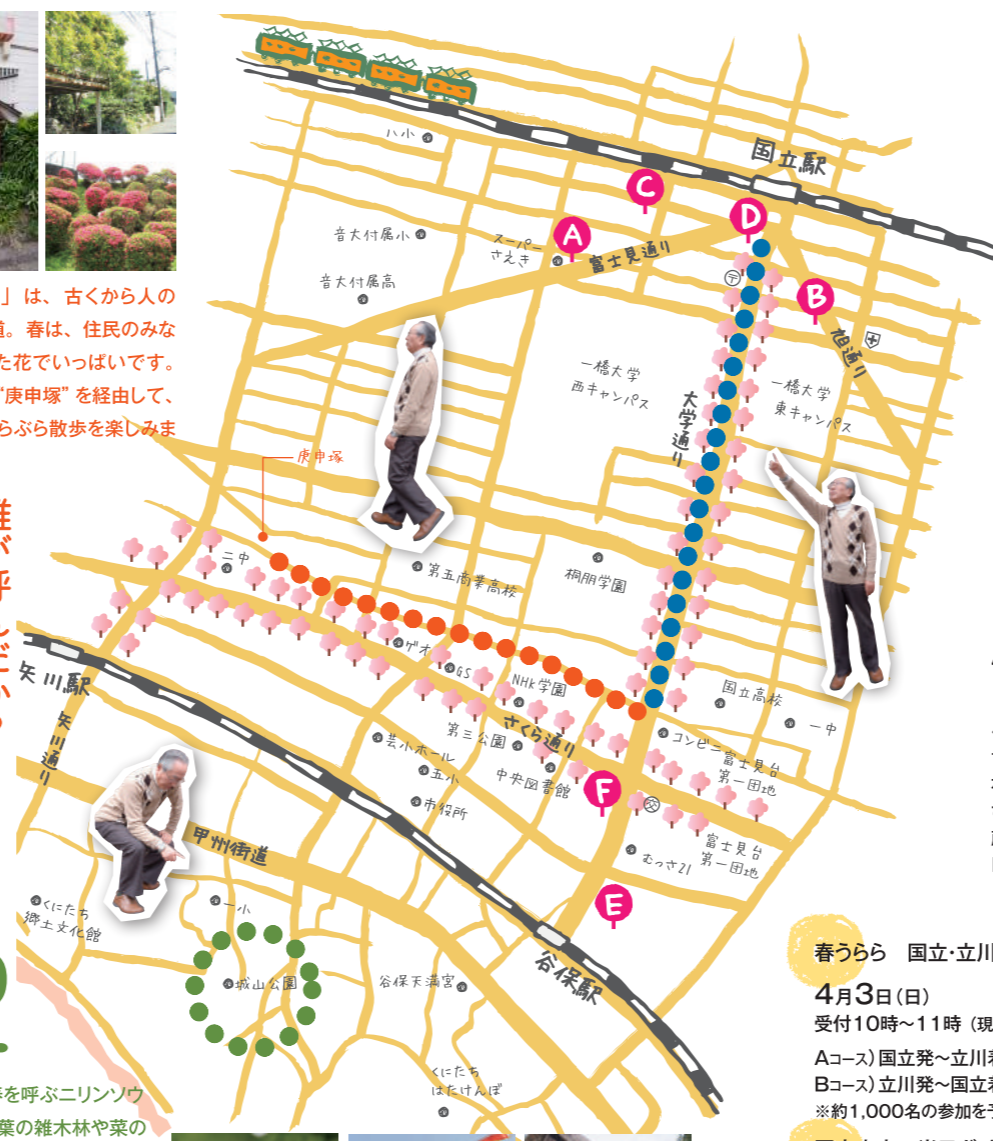 国立駅
八小
C
D
A
B
音大付属小
スーパー
さえき
富士見通り
音大付属高
〒
旭通り
一橋大学
西キャンパス
一橋大学
東キャンパス
大学通り
」は、古くから人の
道。春は、住民のみな
た花でいっぱいです。
“庚申塚”を経由して、
らぶら散歩を楽しみま
庚申塚
二中
第五商業高校
桐朋学園
ゲオ
GS
NHK学園
国立高校
一中
矢川駅
矢川通り
さくら通り
第三公園
コンビニ
富士見台
第一団地
芸小ホール
五小
市役所
中央図書館
F
交
富士見台
第一団地
むっさ21
甲州街道
E
くにたち
郷土文化館
一小
谷保駅
城山公園
谷保天満宮
くにたち
はたけんぼ
春うらら 国立・立川
4月3日(日)
受付10時〜11時(現
Aコース)国立発〜立川
Bコース)立川発〜国立
※約1,000名の参加を
を呼ぶニリンソウ
葉の雑木林や菜の